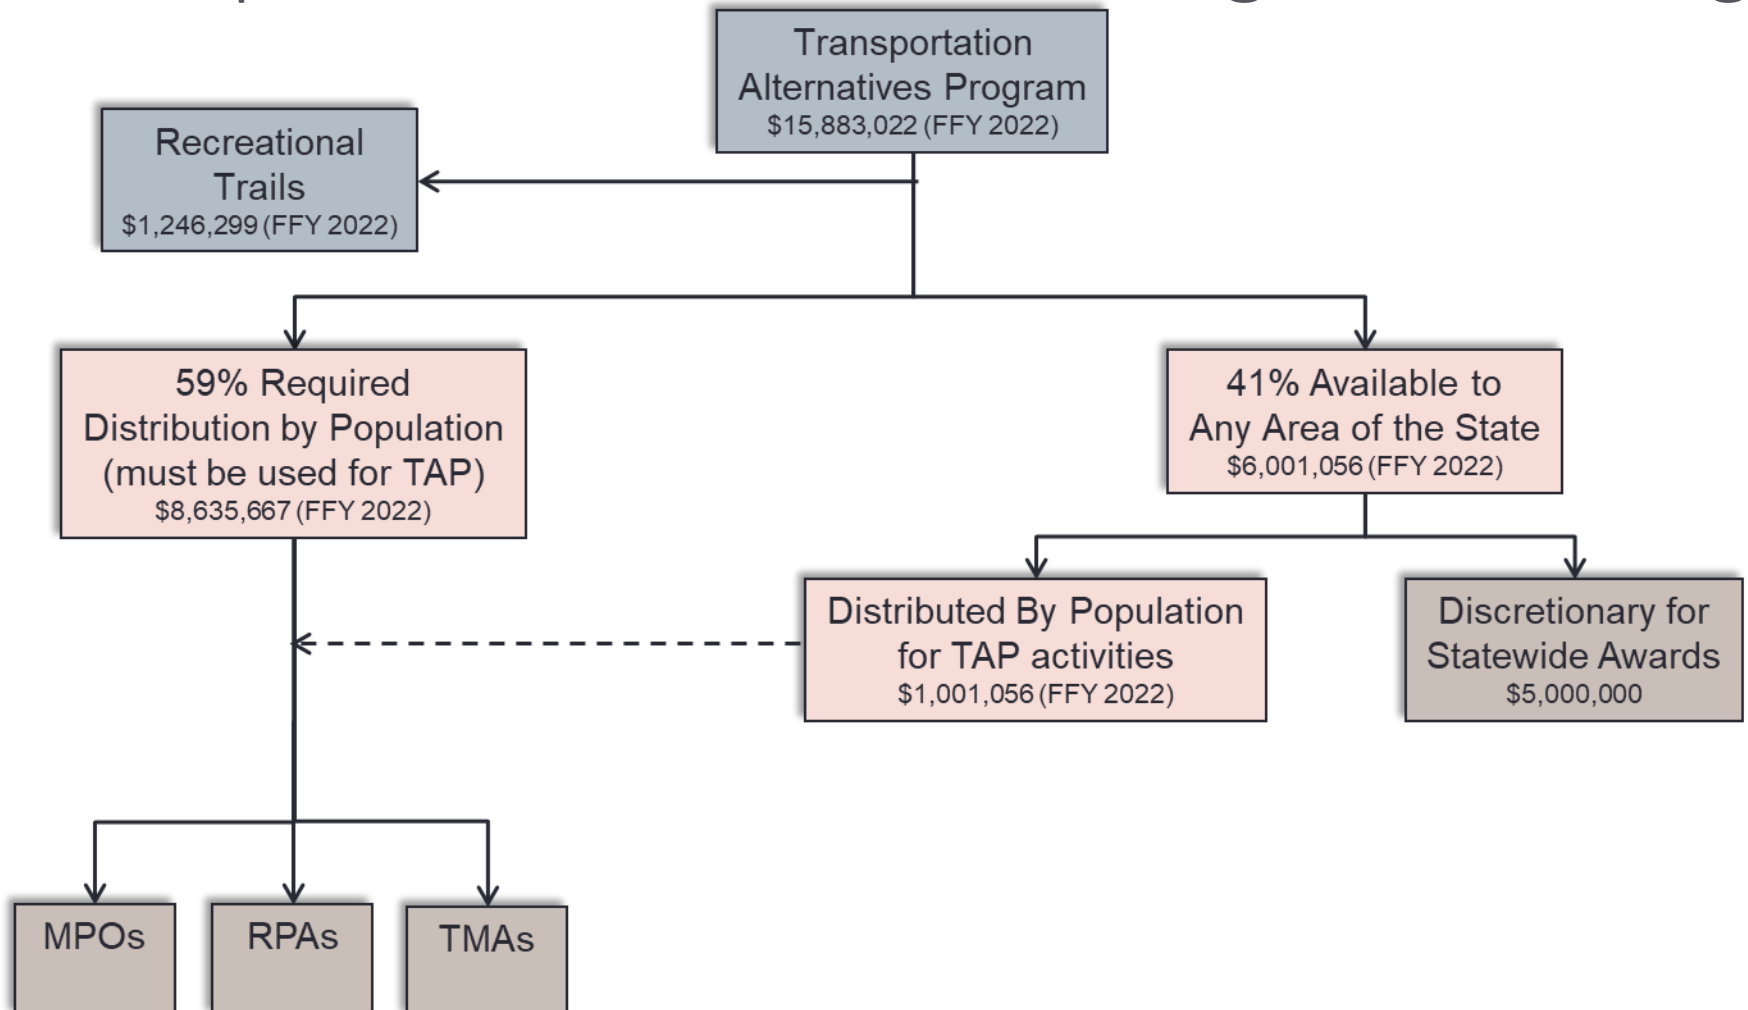 Transportation
Alternatives Program
$15,883,022 (FFY 2022)
Recreational
Trails
$1,246,299 (FFY 2022)
59% Required
Distribution by Population
(must be used for TAP)
$8,635,667 (FFY 2022)
41% Available to
Any Area of the State
$6,001,056 (FFY 2022)
Distributed By Population
for TAP activities
$1,001,056 (FFY 2022)
Discretionary for
Statewide Awards
$5,000,000
MPOs
RPAs
TMAs